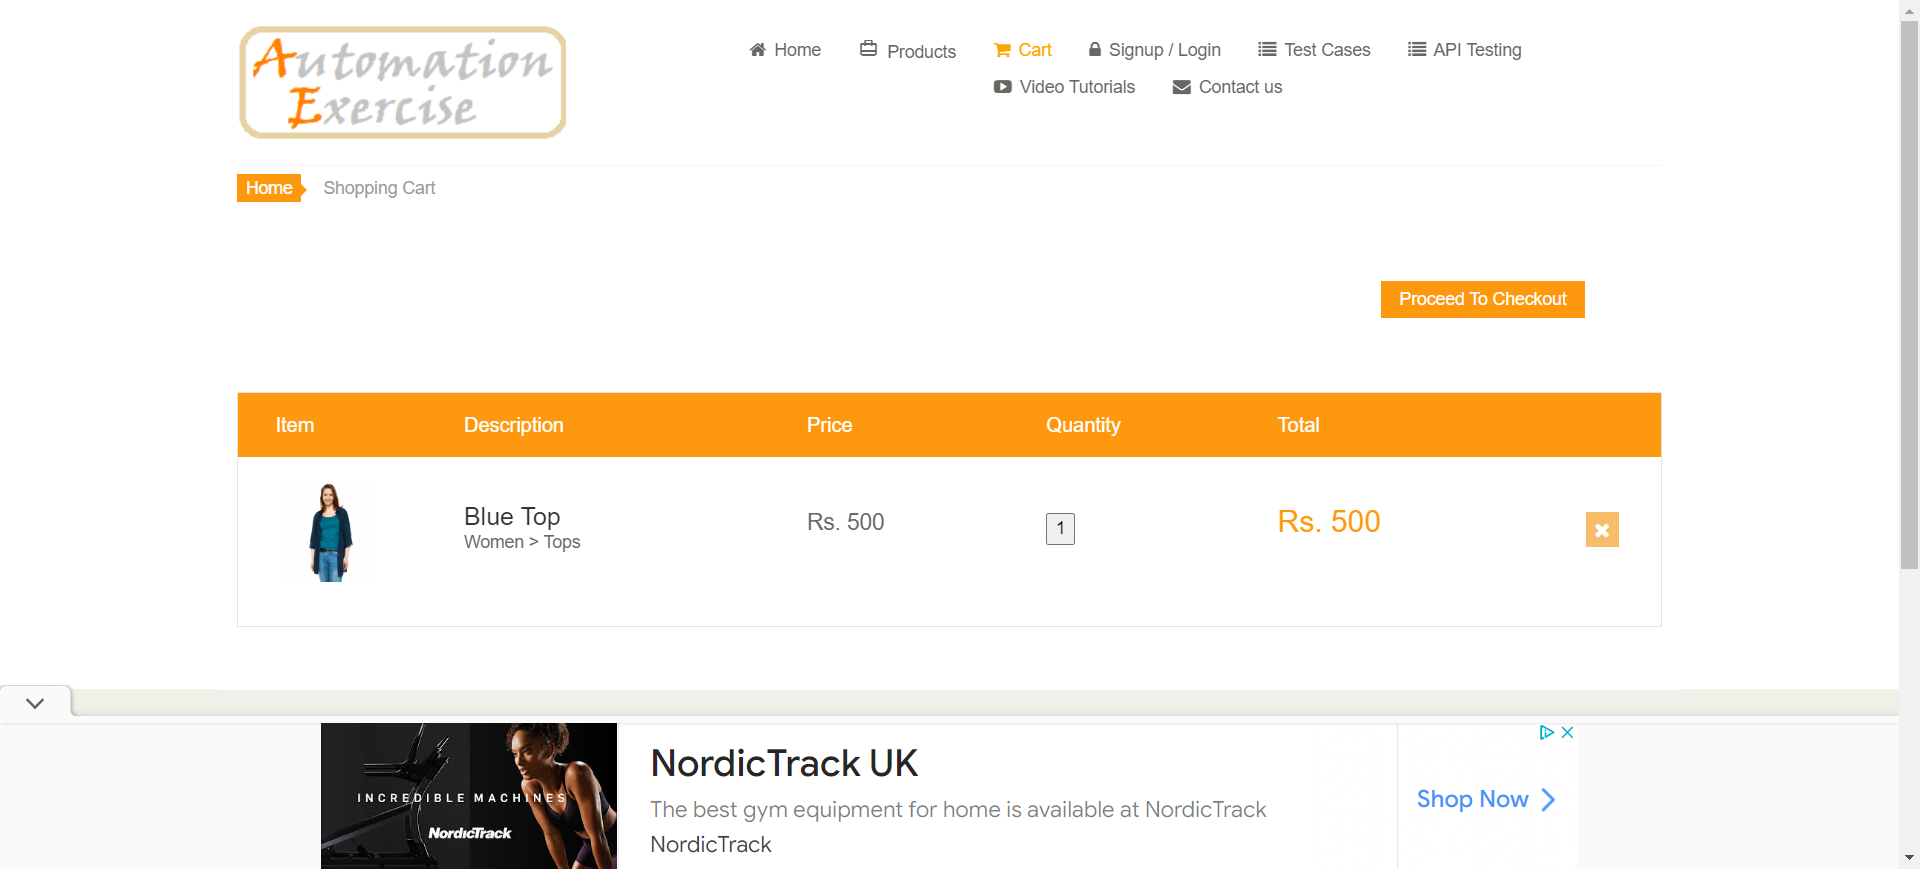 Automation
Exercise
Home
Products
Cart
Signup / Login
Test Cases
API Testing
Video Tutorials
Contact us
Home
Shopping Cart
Proceed To Checkout
Item Description Price Quantity Total
Blue Top
Women > Tops
Rs. 500
1
Rs. 500
INCREDIBLE MACHINES
NordicTrack
NordicTrack UK
The best gym equipment for home is available at NordicTrack
NordicTrack
Shop Now